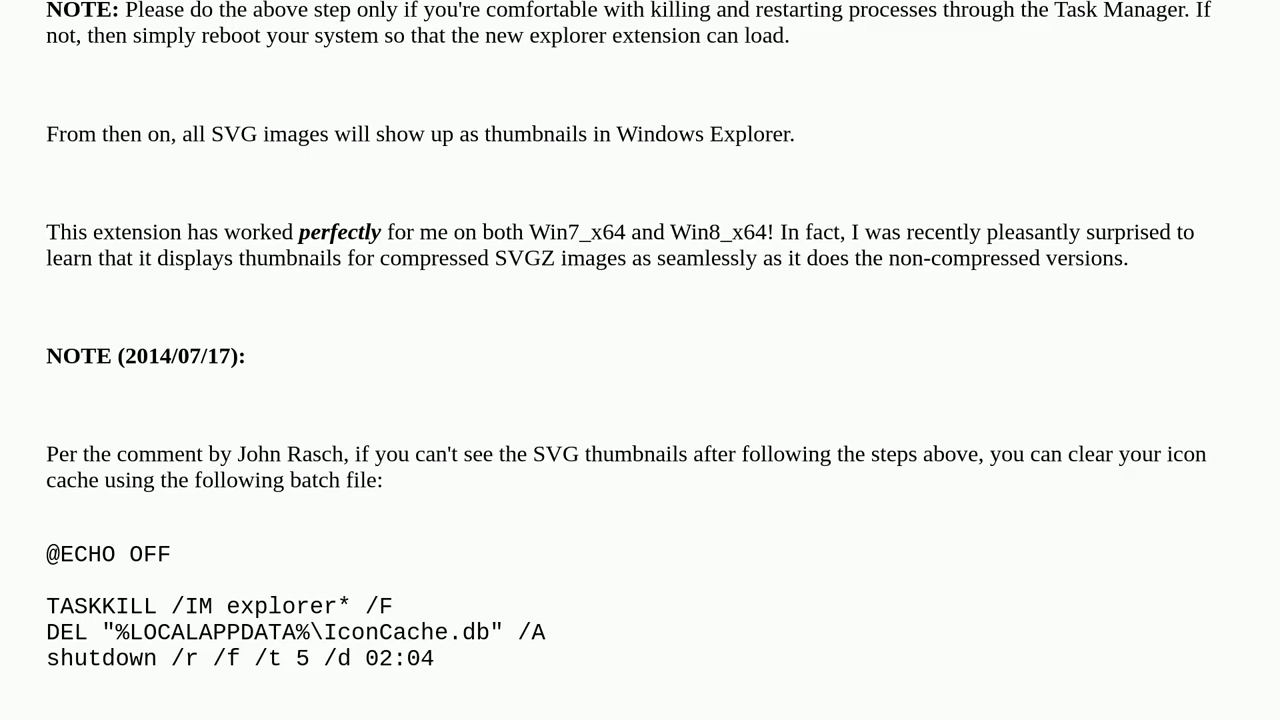 NOTE: Please do the above step only if you're comfortable with killing and restarting processes through the Task Manager. If
not, then simply reboot your system so that the new explorer extension can load.
From then on, all SVG images will show up as thumbnails in Windows Explorer.
This extension has worked perfectly for me on both Win7_x64 and Win8_x64! In fact, I was recently pleasantly surprised to
learn that it displays thumbnails for compressed SVGZ images as seamlessly as it does the non-compressed versions.
NOTE (2014/07/17):
Per the comment by John Rasch, if you can't see the SVG thumbnails after following the steps above, you can clear your icon
cache using the following batch file:
@ECHO OFF
TASKKILL /IM explorer* /F
DEL "%LOCALAPPDATA%\IconCache.db" /A
shutdown /r /f /t 5 /d 02:04